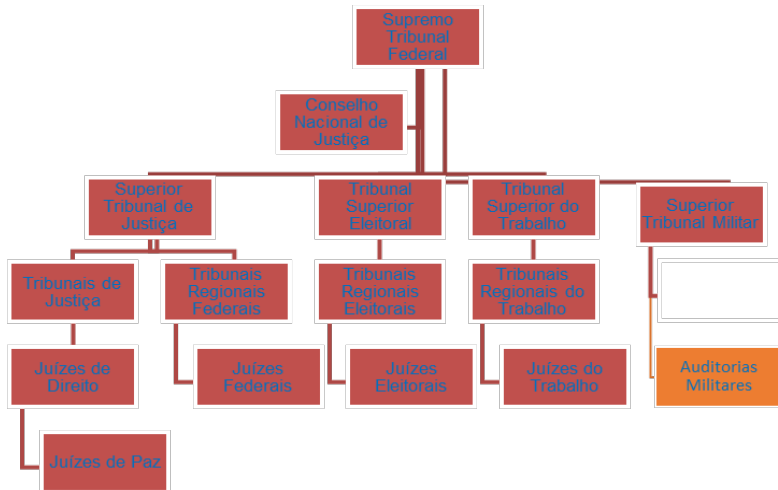 Supremo
Tribunal
Federal
Conselho
Nacional de
Justiça
Superior
Tribunal de
Justiça
Tribunal
Superior
Eleitoral
Tribunal
Superior do
Trabalho
Superior
Tribunal Militar
Tribunais de
Justiça
Tribunais
Regionais
Federais
Tribunais
Regionais
Eleitorais
Tribunais
Regionais do
Trabalho
Juízes de
Direito
Juízes
Federais
Juízes
Eleitorais
Juízes do
Trabalho
Auditorias
Militares
Juízes de Paz